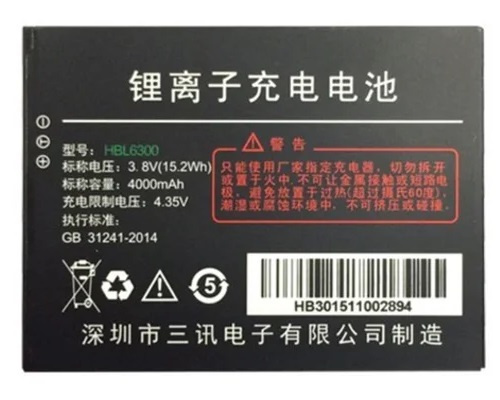 锂离子充电电池
型号: HBL6300
标称电压: 3.8V(15.2Wh)
标称容量: 4000mAh
充电限制电压: 4.35V
执行标准:
GB 31241-2014
警告
只能使用厂家指定充电器,切勿拆开
或置于火中,不可让金属接触或短路电
极、避免放置于过热(超过摄氏60度)、
潮湿或腐蚀环境中,不可挤压或碰撞
5
HB301511002894
深圳市三讯电子有限公司制造